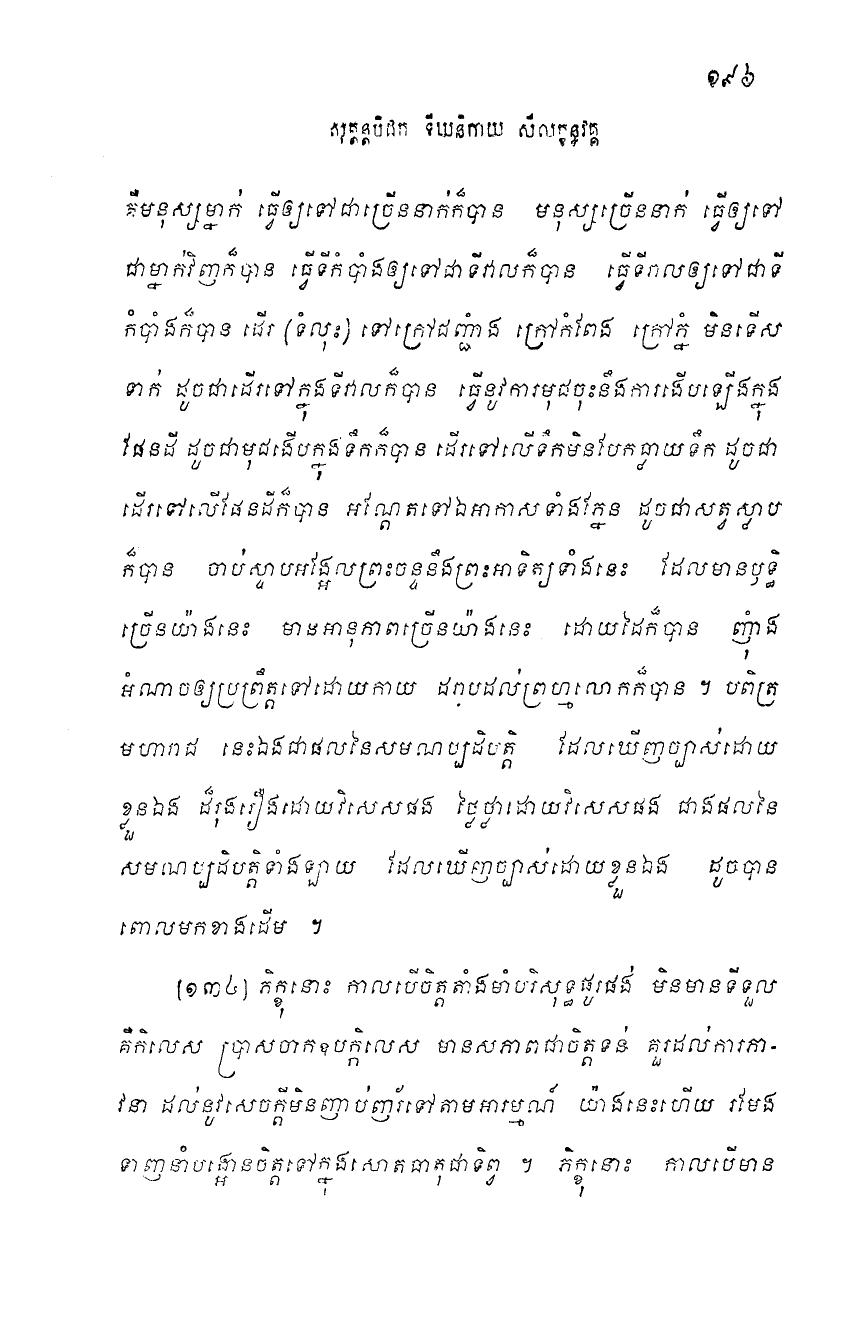 ១៩៦
សុត្តន្តបិដក ទីឃនិកាយ សីលក្ខន្ធវគ្គ
គឺមនុស្សម្នាក់ ធ្វើឲ្យទៅជាច្រើននាក់ក៏បាន មនុស្សច្រើននាក់ ធ្វើឲ្យទៅ
ជាម្នាក់វិញក៏បាន ធ្វើទីកំបាំងឲ្យទៅជាទីវាលក៏បាន ធ្វើទីវាលឲ្យទៅជាទី
កំបាំងក៏បាន ដើរ (ទំលុះ) ទៅក្រៅជញ្ជាំង ក្រៅកំពែង ក្រៅភ្នំ មិនទើស
ទាក់ ដូចជាដើរទៅក្នុងទីវាលក៏បាន ធ្វើនូវការមុជចុះនឹងការងើបឡើងក្នុង
ផែនដី ដូចជាមុជងើបក្នុងទឹកក៏បាន ដើរទៅលើទឹកមិនបែកធ្លាយទឹក ដូចជា
ដើរទៅលើផែនដីក៏បាន អណ្តែតទៅឯអាកាសទាំងភ្នែន ដូចជាសត្វស្លាប
ក៏បាន ចាប់ស្ទាបអង្អែលព្រះចន្ទនឹងព្រះអាទិត្យទាំងនេះ ដែលមានឫទ្ធិ
ច្រើនយ៉ាងនេះ មានអានុភាពច្រើនយ៉ាងនេះ ដោយដៃក៏បាន ញុំាង
អំណាចឲ្យប្រព្រឹត្តទៅដោយកាយ ដរាបដល់ព្រហ្មលោកក៏បាន ។ បពិត្រ
មហារាជ នេះឯងជាផលនៃសមណប្បដិបត្តិ ដែលឃើញច្បាស់ដោយ
ខ្លួនឯង ដ៏រុងរឿងដោយវិសេសផង ថ្លៃថ្លាដោយវិសេសផង ជាងផលនៃ
សមណប្បដិបត្តិទាំងឡាយ ដែលឃើញច្បាស់ដោយខ្លួនឯង ដូចបាន
ពោលមកខាងដើម ។
[១៣៤] ភិក្ខុនោះ កាលបើចិត្តតាំងមាំបរិសុទ្ធផូរផង់ មិនមានទីទួល
គឺកិលេស ប្រាសចាកឧបក្កិលេស មានសភាពជាចិត្តទន់ គួរដល់ការភា-
វនា ដល់នូវសេចក្តីមិនញាប់ញ័រទៅតាមអារម្មណ៍ យ៉ាងនេះហើយ រមែង
ទាញនាំបង្អោនចិត្តទៅក្នុងសោតធាតុជាទិព្វ ។ ភិក្ខុនោះ កាលបើមាន